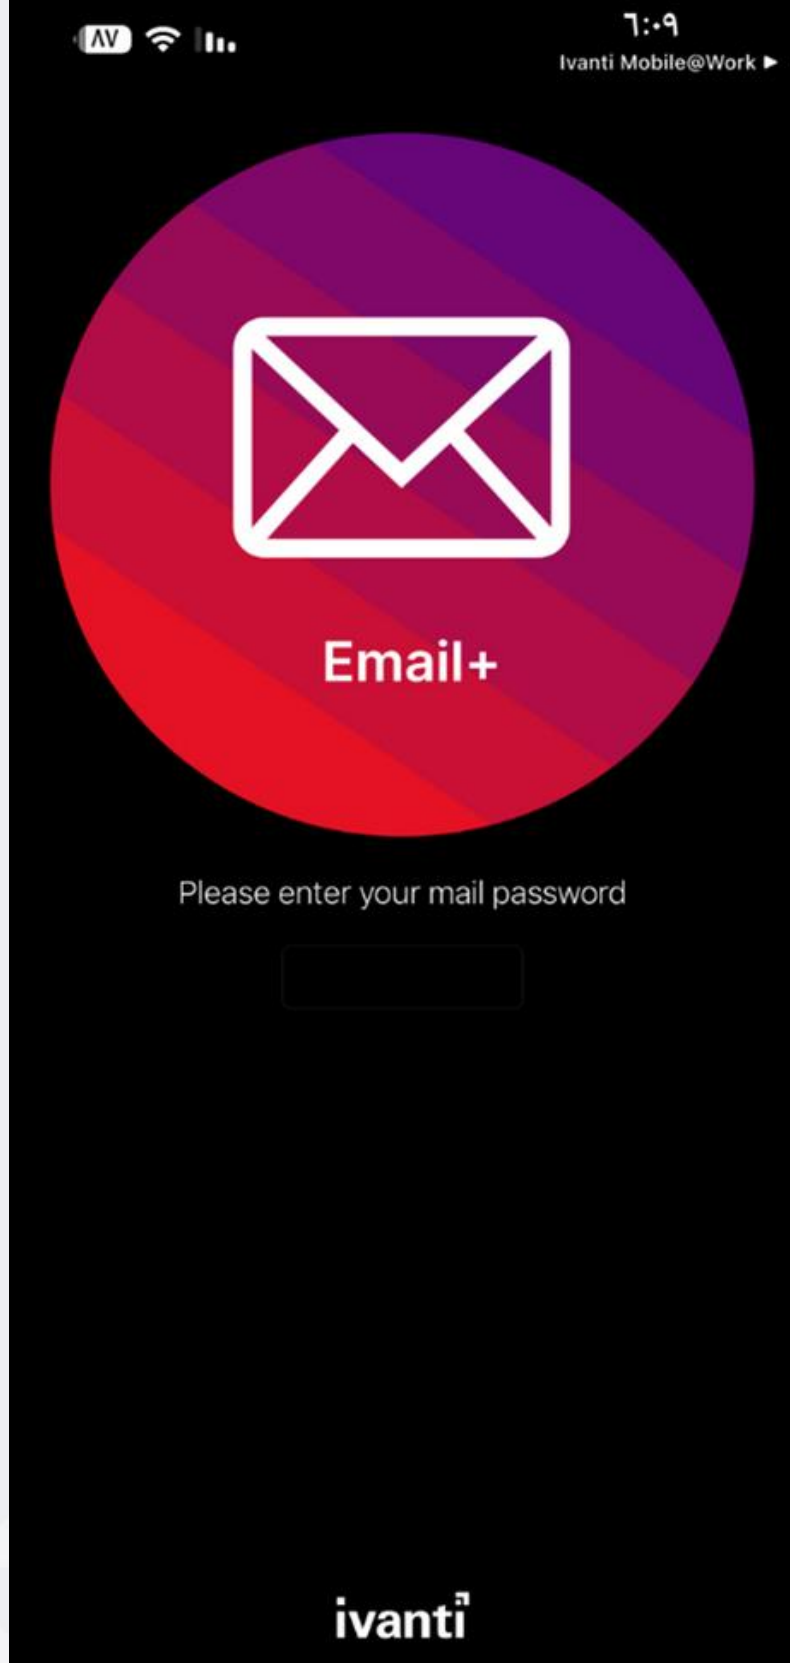 ٦:٠٩
٨٧
Ivanti Mobile@Work ▶
Email+
Please enter your mail password
ivanti